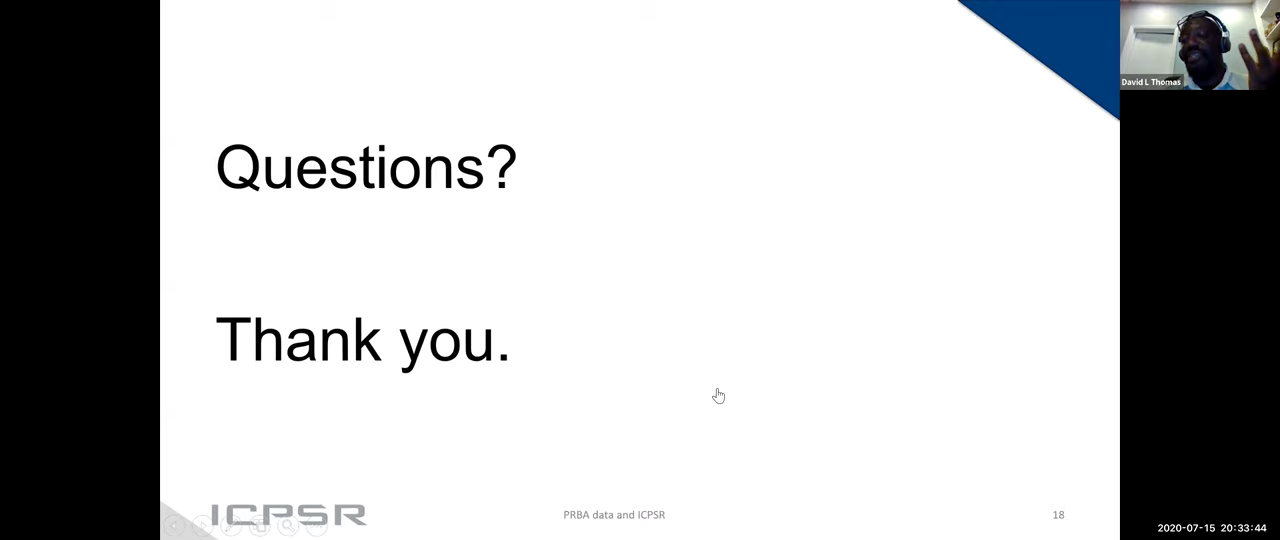 Questions?
Thank you.
David L Thomas
ICPSR
PRBA data and ICPSR
18
2020-07-15 20:33:44